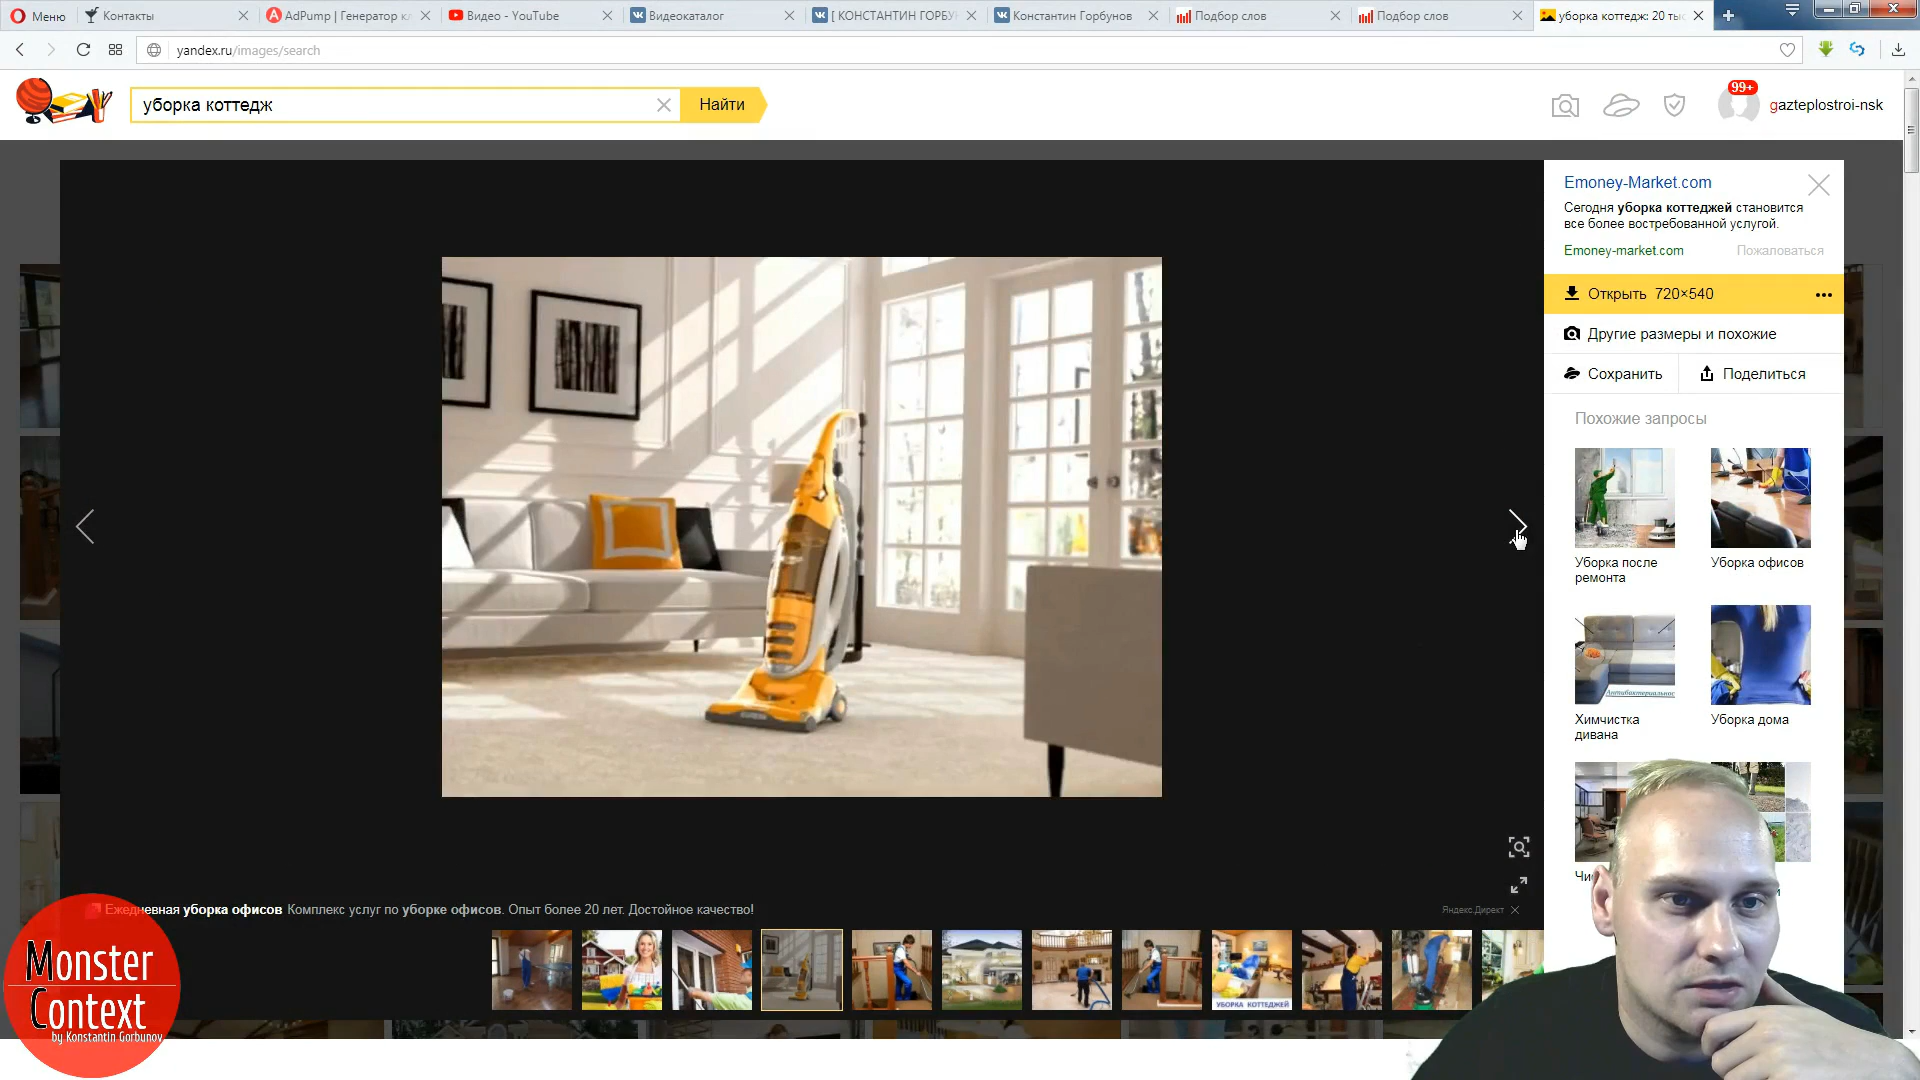 Меню
Контакты
AdPump | Генератор кл
Видео - YouTube
Видеокаталог
[ КОНСТАНТИН ГОРБУН
Константин Горбунов
Подбор слов
Подбор слов
уборка коттедж: 20 тыс
yandex.ru/images/search
уборка коттедж
Найти
99+
gazteplostroi-nsk
Emoney-Market.com
Сегодня уборка коттеджей становится
все более востребованной услугой.
Emoney-market.com
Пожаловаться
Открыть 720×540
Другие размеры и похожие
Сохранить
Поделиться
Похожие запросы
Уборка после
ремонта
Уборка офисов
Антибактериальнос
Химчистка
дивана
Уборка дома
Ежедневная уборка офисов Комплекс услуг по уборке офисов. Опыт более 20 лет. Достойное качество!
Яндекс.Директ
УБОРКА КОТТЕДЖЕЙ
Monster
Context
by Konstantin Gorbunov